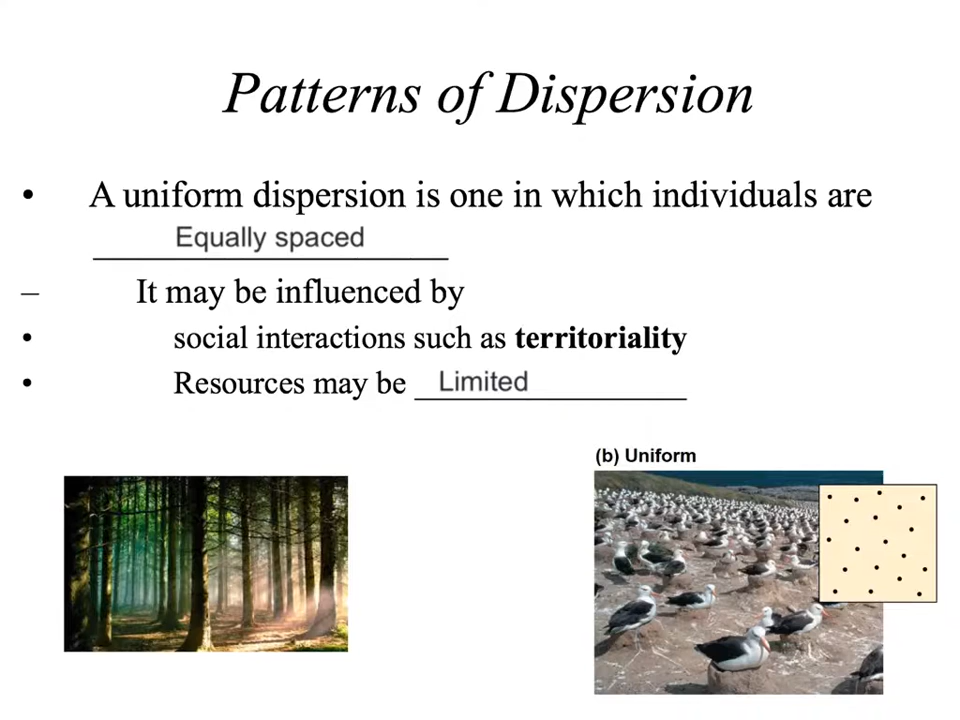 Patterns of Dispersion
• A uniform dispersion is one in which individuals are
Equally spaced
– It may be influenced by
• social interactions such as territoriality
• Resources may be Limited
(b) Uniform